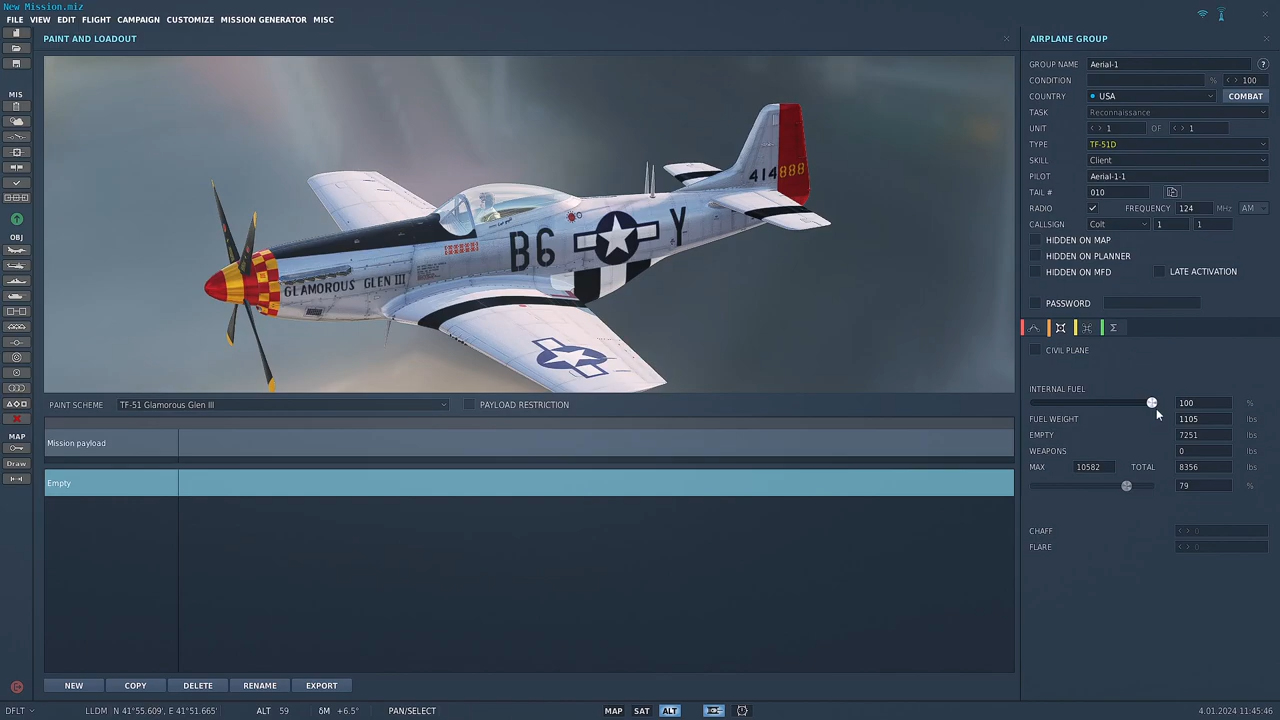 New Mission.miz
FILE VIEW EDIT FLIGHT CAMPAIGN CUSTOMIZE MISSION GENERATOR MISC
PAINT AND LOADOUT
414888
B6 Y
GLAMOROUS GLEN III
PAINT SCHEME TF-51 Glamorous Glen III PAYLOAD RESTRICTION
Mission payload
Empty
NEW COPY DELETE RENAME EXPORT
MIS
OBJ
MAP
Draw
AIRPLANE GROUP
GROUP NAME Aerial-1 ?
CONDITION % < > 100
COUNTRY USA COMBAT
TASK Reconnaissance
UNIT < > 1 OF < > 1
TYPE TF-51D
SKILL Client
PILOT Aerial-1-1
TAIL # 010
RADIO FREQUENCY 124 MHz AM
CALLSIGN Colt 1 1
HIDDEN ON MAP
HIDDEN ON PLANNER
HIDDEN ON MFD LATE ACTIVATION
PASSWORD
Σ
CIVIL PLANE
INTERNAL FUEL
100 %
FUEL WEIGHT 1105 lbs
EMPTY 7251 lbs
WEAPONS 0 lbs
MAX 10582 TOTAL 8356 lbs
79 %
CHAFF < > 0
FLARE < > 0
DFLT LLDM N 41°55.609', E 41°51.665' ALT 59 δM +6.5° PAN/SELECT MAP SAT ALT 4.01.2024 11:45:46